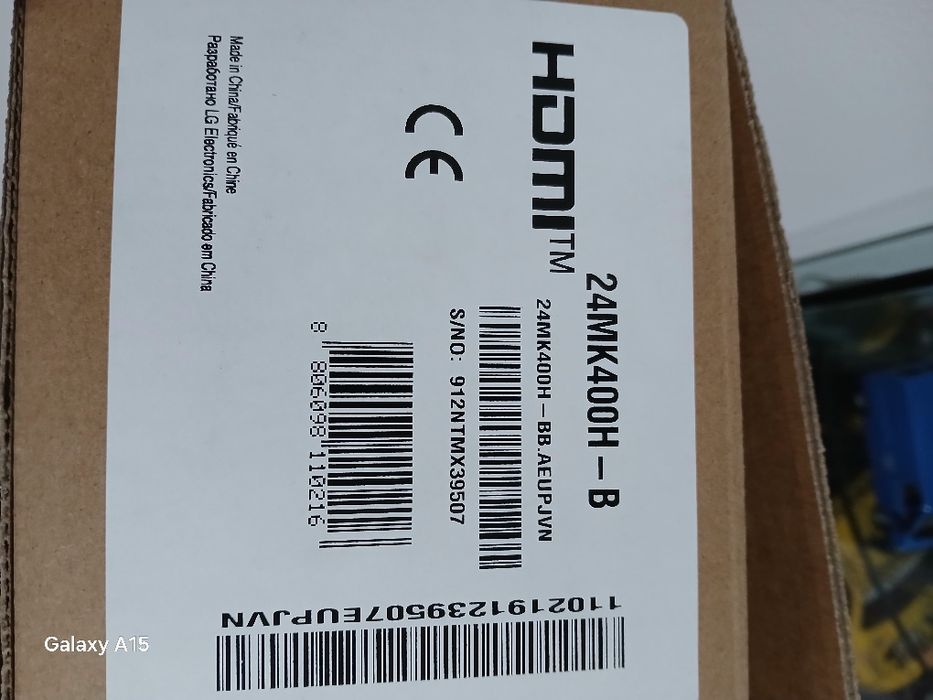 HDMI™
24MK400H-B
24MK400H-BB.AEUPJVN
S/NO: 912NTMX39507
8 806098 110216
Made in China/Fabriqué en Chine
Разработано LG Electronics/Fabricado em China
1102191239507EUPJVN
Galaxy A15